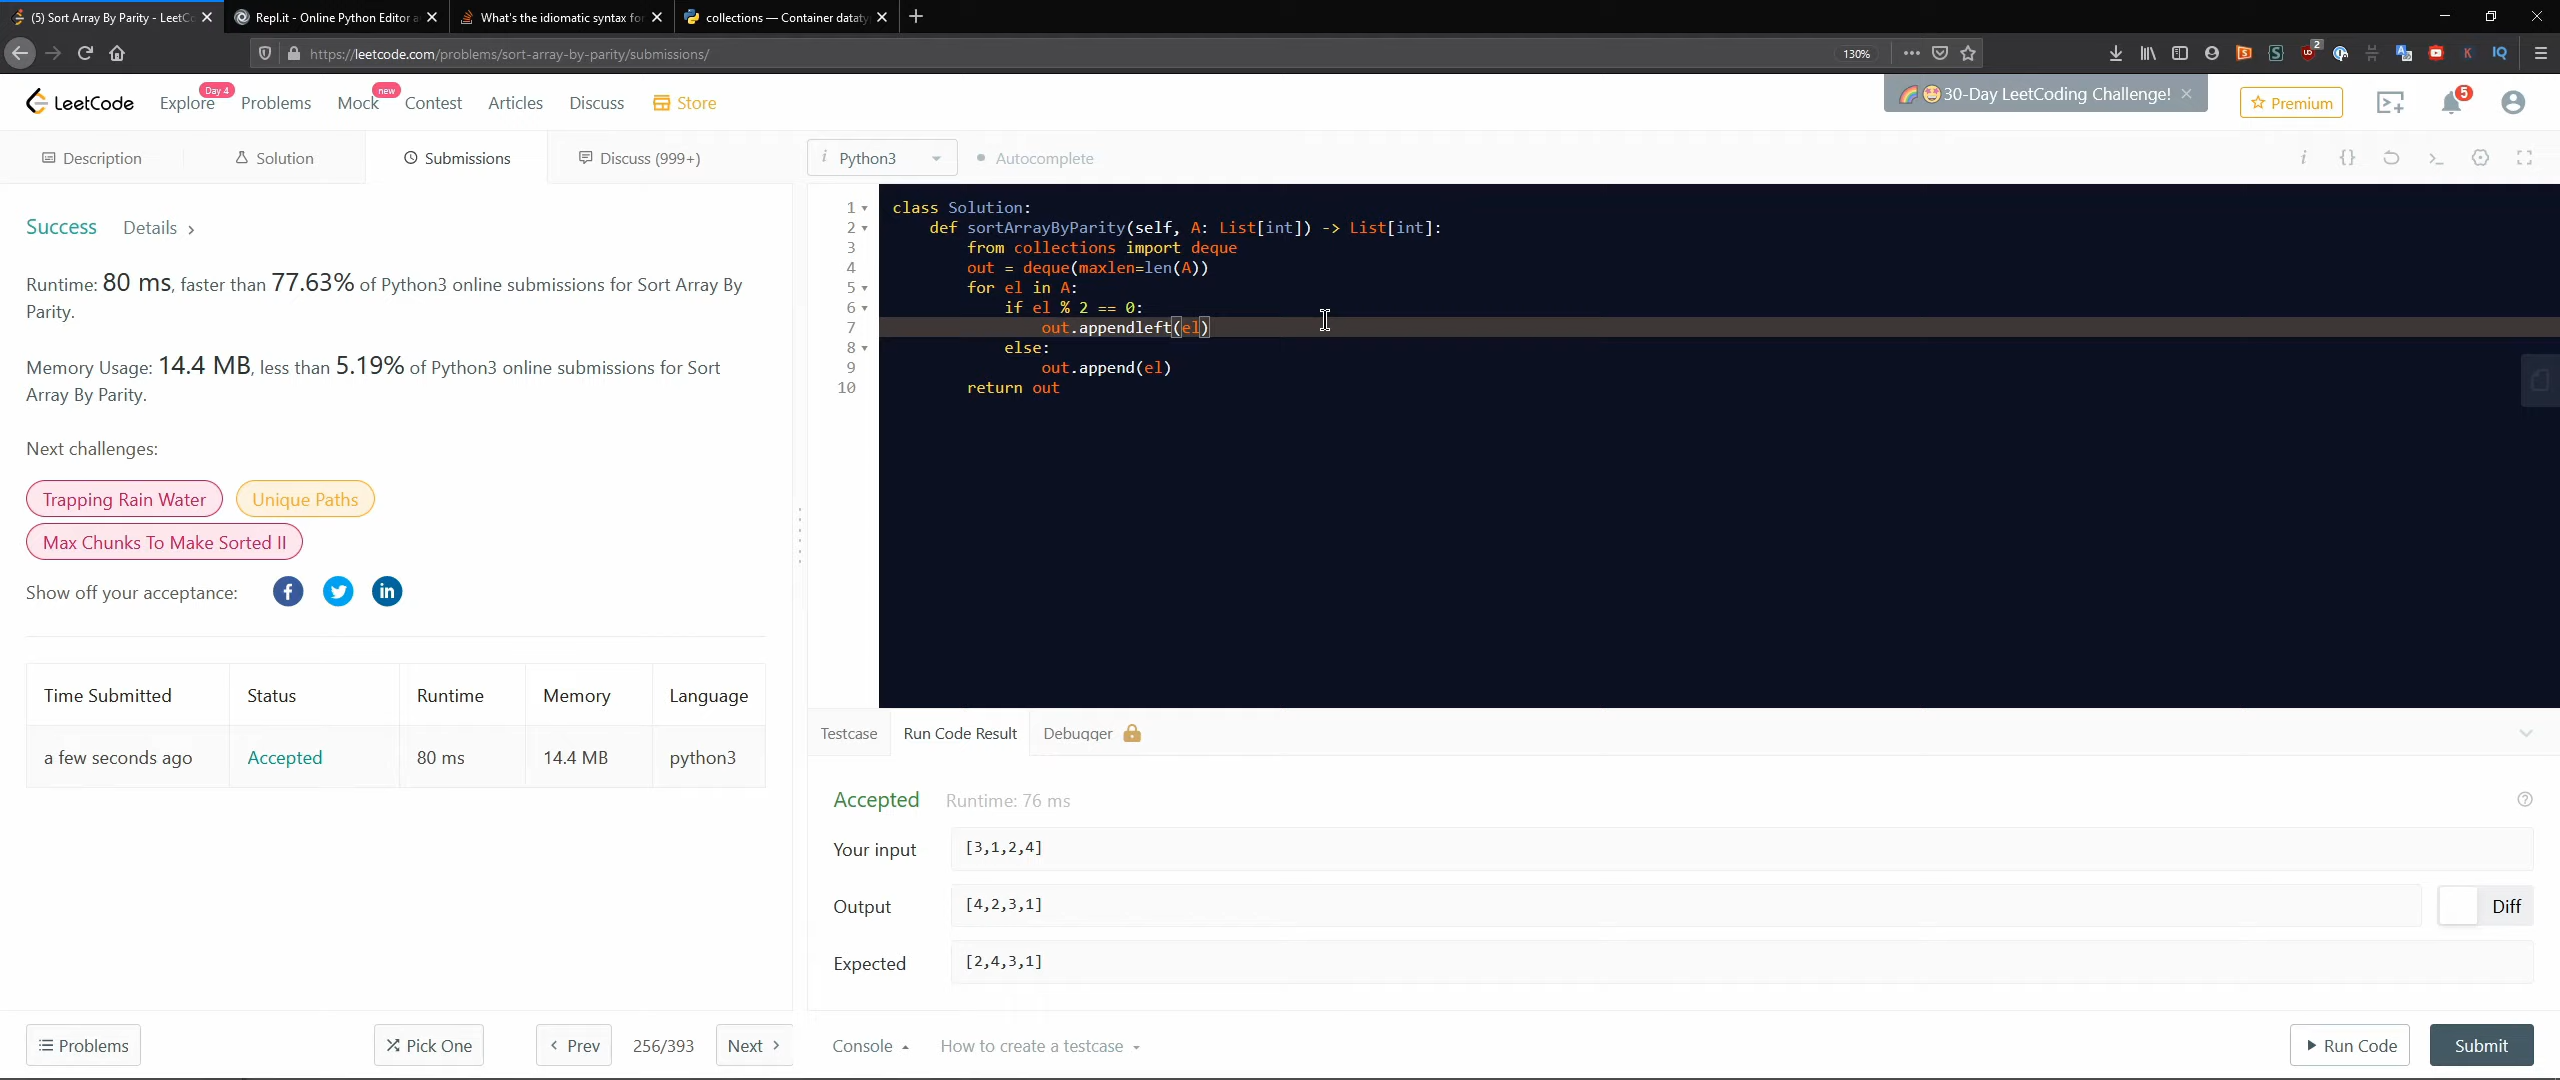 (5) Sort Array By Parity - LeetC
Repl.it - Online Python Editor a
What's the idiomatic syntax for
collections — Container dataty
https://leetcode.com/problems/sort-array-by-parity/submissions/
130%
2
LeetCode
Explore
Day 4
Problems
Mock
new
Contest
Articles
Discuss
Store
30-Day LeetCoding Challenge!
Premium
5
Description
Solution
Submissions
Discuss (999+)
i Python3
Autocomplete
Success
Details
Runtime: 80 ms, faster than 77.63% of Python3 online submissions for Sort Array By
Parity.
Memory Usage: 14.4 MB, less than 5.19% of Python3 online submissions for Sort
Array By Parity.
Next challenges:
Trapping Rain Water
Unique Paths
Max Chunks To Make Sorted II
Show off your acceptance:
Time Submitted Status Runtime Memory Language
a few seconds ago Accepted 80 ms 14.4 MB python3
Problems
Pick One
Prev
256/393
Next
1 class Solution:
2     def sortArrayByParity(self, A: List[int]) -> List[int]:
3         from collections import deque
4         out = deque(maxlen=len(A))
5         for el in A:
6             if el % 2 == 0:
7                 out.appendleft(el)
8             else:
9                 out.append(el)
10         return out
Testcase
Run Code Result
Debugger
Accepted Runtime: 76 ms
Your input [3,1,2,4]
Output [4,2,3,1]
Diff
Expected [2,4,3,1]
Console
How to create a testcase
Run Code
Submit